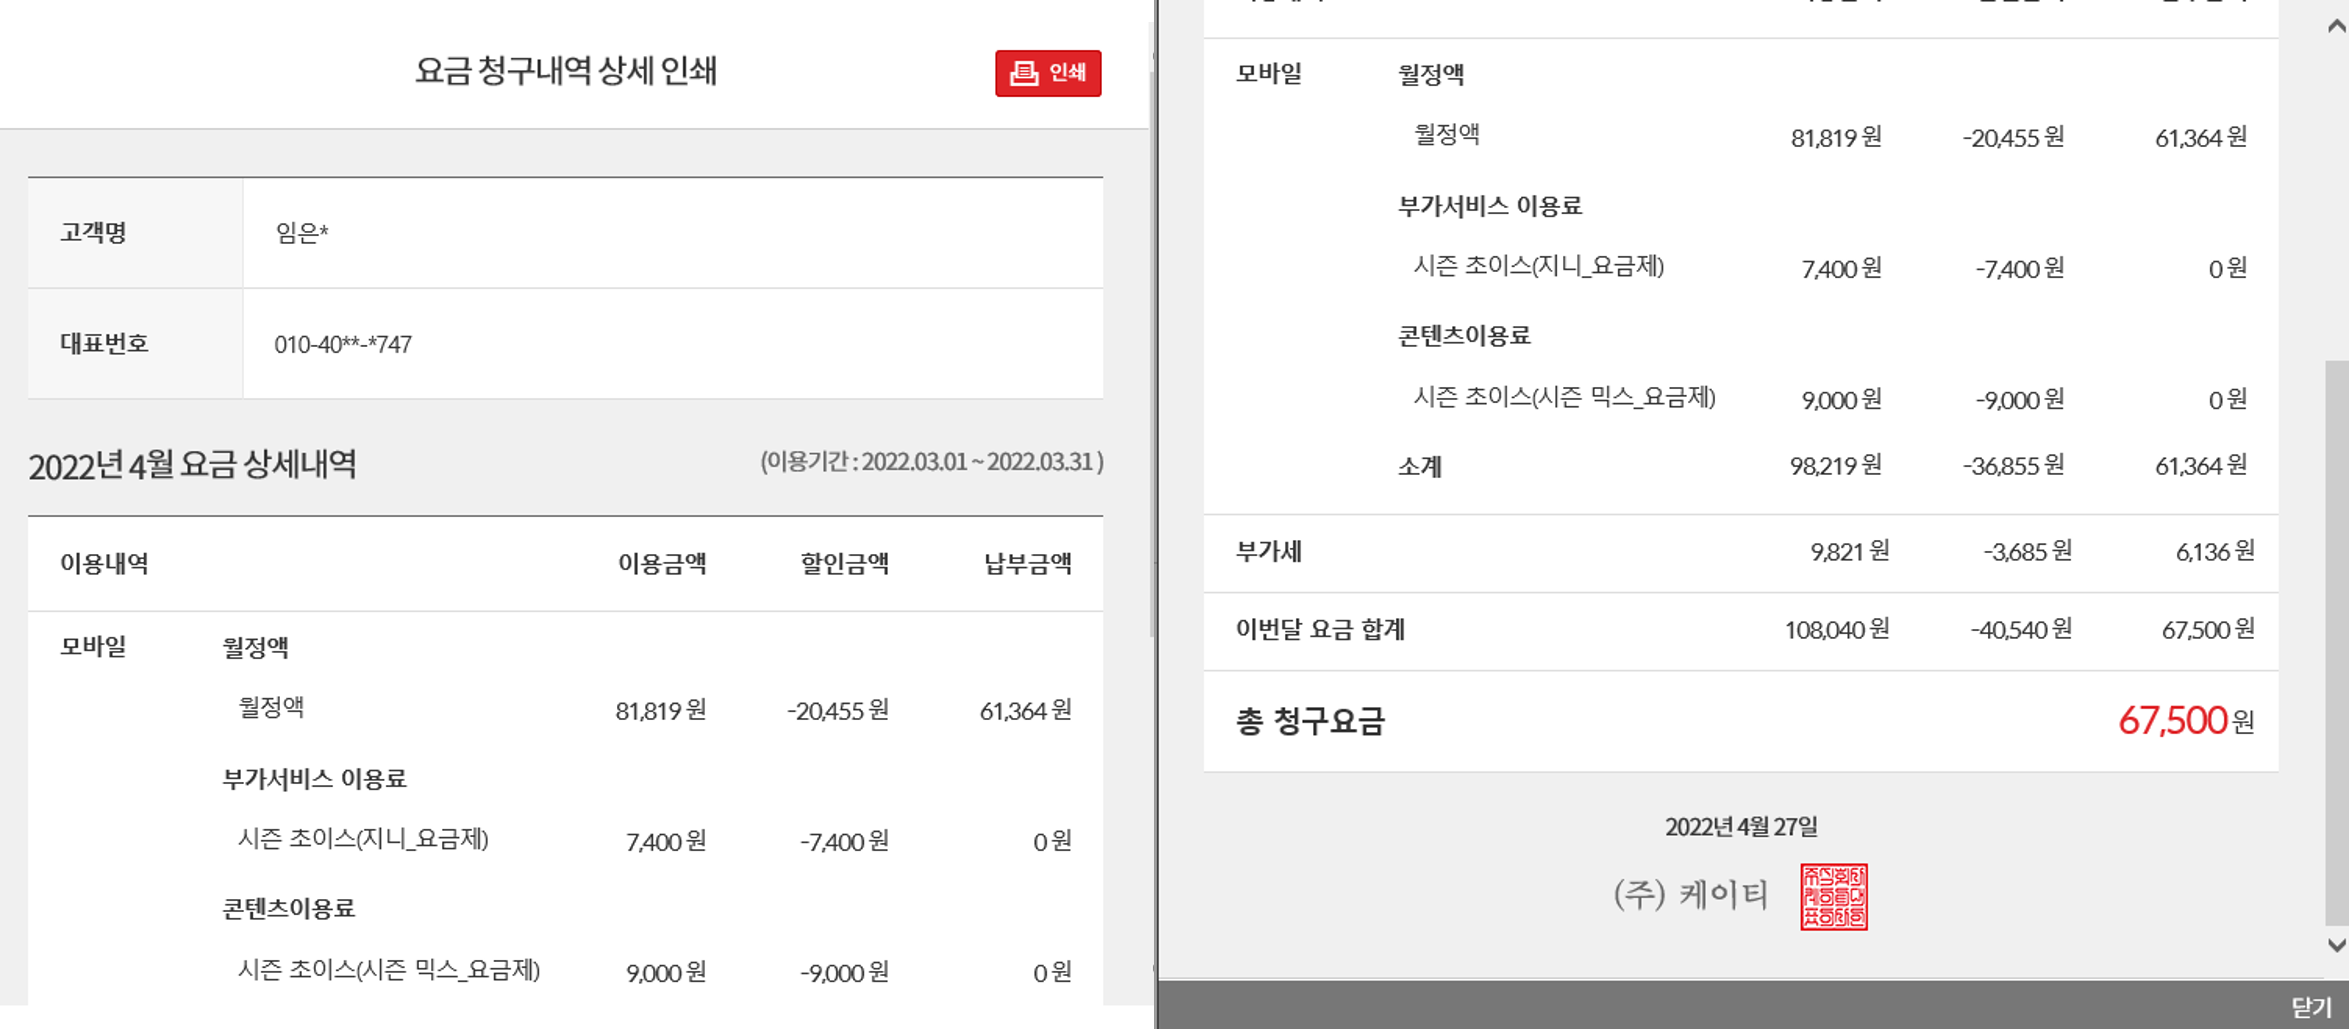 요금 청구내역 상세 인쇄
인쇄
고객명 임은*
대표번호 010-40**-*747
2022년 4월 요금 상세내역 (이용기간 : 2022.03.01 ~ 2022.03.31 )
이용내역 이용금액 할인금액 납부금액
모바일 월정액
월정액 81,819 원 -20,455 원 61,364 원
부가서비스 이용료
시즌 초이스(지니_요금제) 7,400 원 -7,400 원 0 원
콘텐츠이용료
시즌 초이스(시즌 믹스_요금제) 9,000 원 -9,000 원 0 원
모바일 월정액
월정액 81,819 원 -20,455 원 61,364 원
부가서비스 이용료
시즌 초이스(지니_요금제) 7,400 원 -7,400 원 0 원
콘텐츠이용료
시즌 초이스(시즌 믹스_요금제) 9,000 원 -9,000 원 0 원
소계 98,219 원 -36,855 원 61,364 원
부가세 9,821 원 -3,685 원 6,136 원
이번달 요금 합계 108,040 원 -40,540 원 67,500 원
총 청구요금 67,500 원
2022년 4월 27일
(주) 케이티
닫기